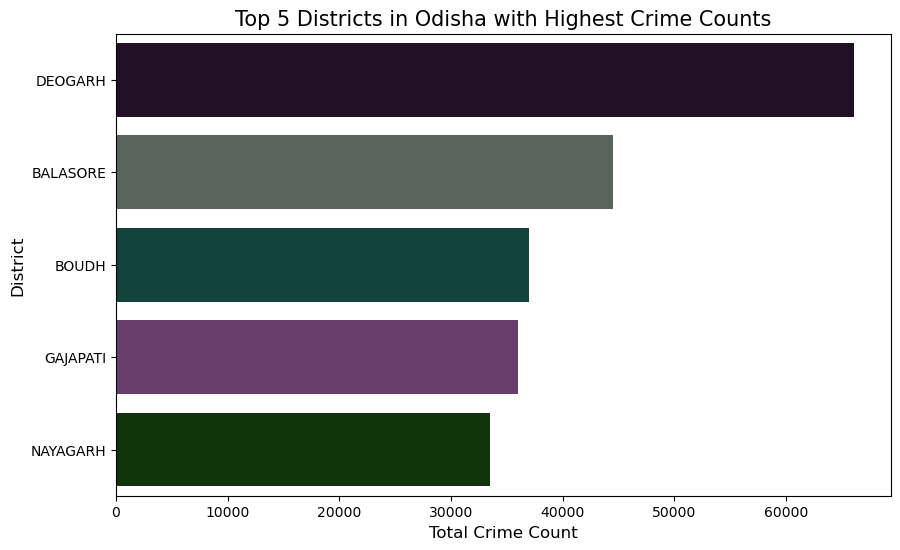 Top 5 Districts in Odisha with Highest Crime Counts
DEOGARH
BALASORE
BOUDH
GAJAPATI
NAYAGARH
District
0 10000 20000 30000 40000 50000 60000
Total Crime Count